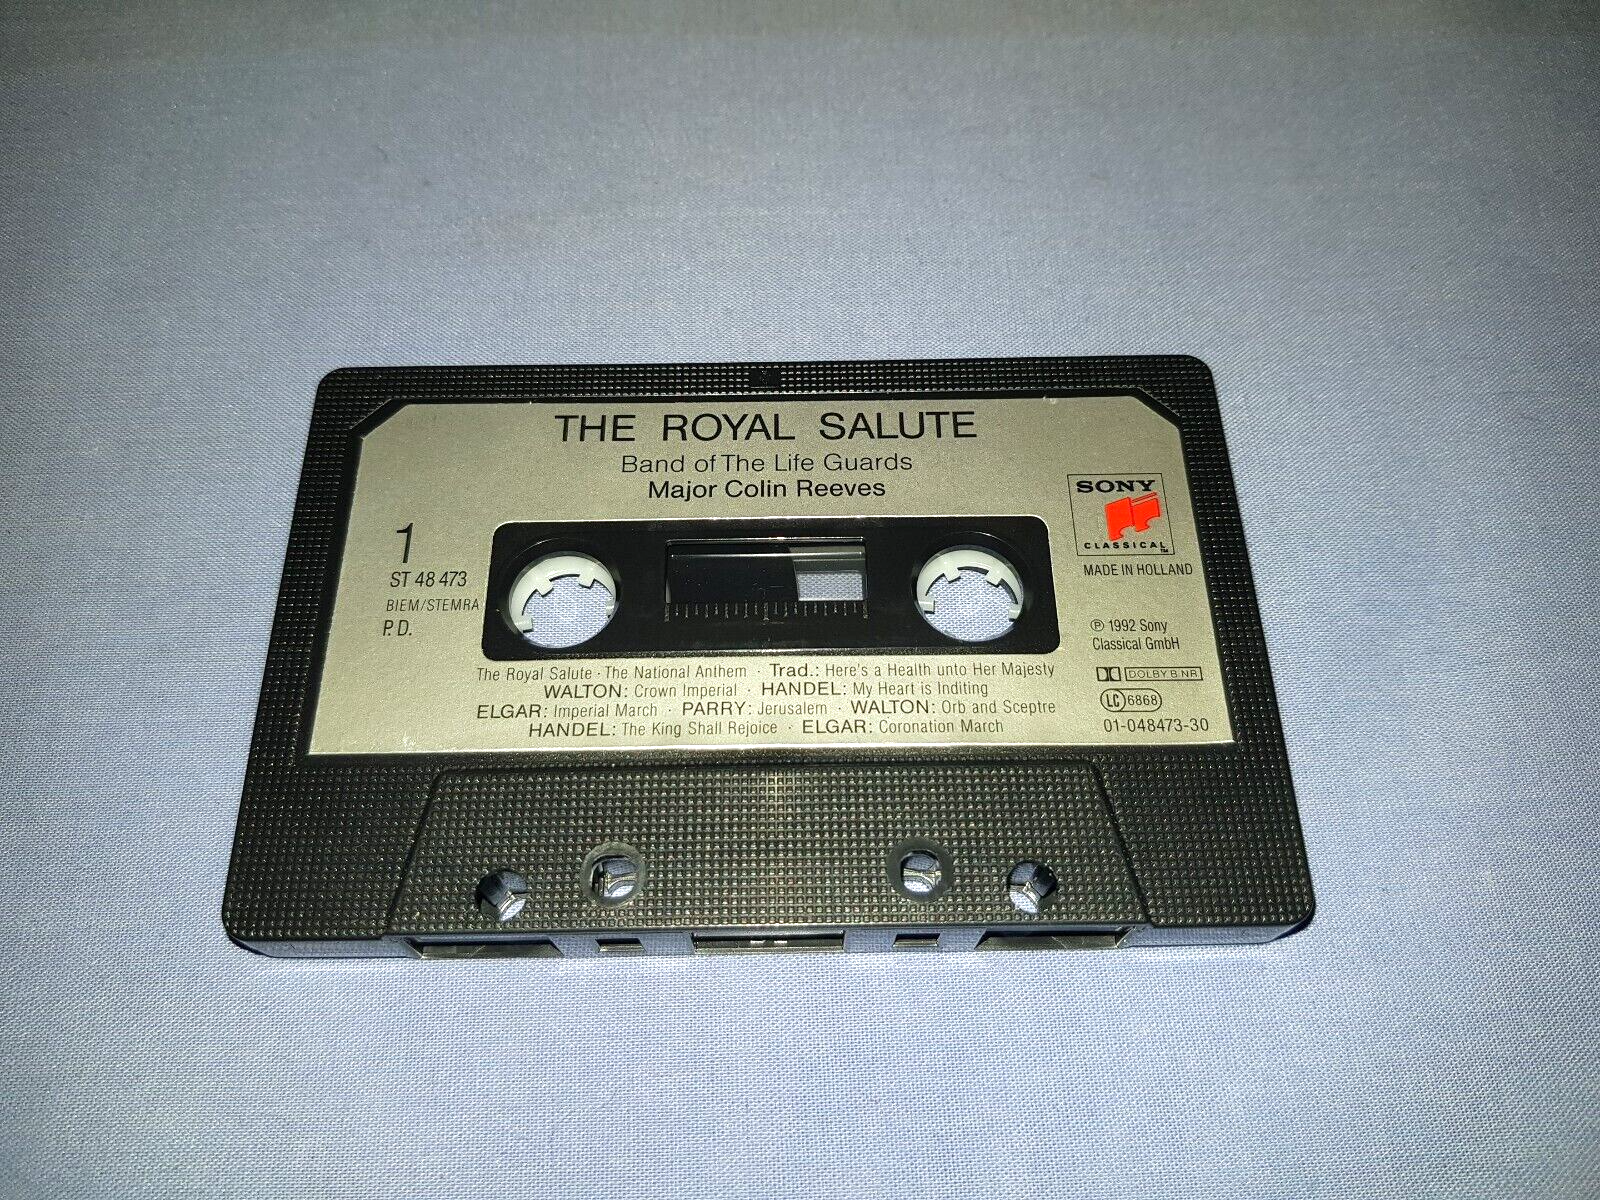 THE ROYAL SALUTE
Band of The Life Guards
Major Colin Reeves
1
ST 48 473
BIEM/STEMRA
P.D.
SONY
CLASSICAL™
MADE IN HOLLAND
℗ 1992 Sony
Classical GmbH
DOLBY B NR
LC 6868
01-048473-30
The Royal Salute · The National Anthem · Trad.: Here's a Health unto Her Majesty
WALTON: Crown Imperial · HANDEL: My Heart is Inditing
ELGAR: Imperial March · PARRY: Jerusalem · WALTON: Orb and Sceptre
HANDEL: The King Shall Rejoice · ELGAR: Coronation March